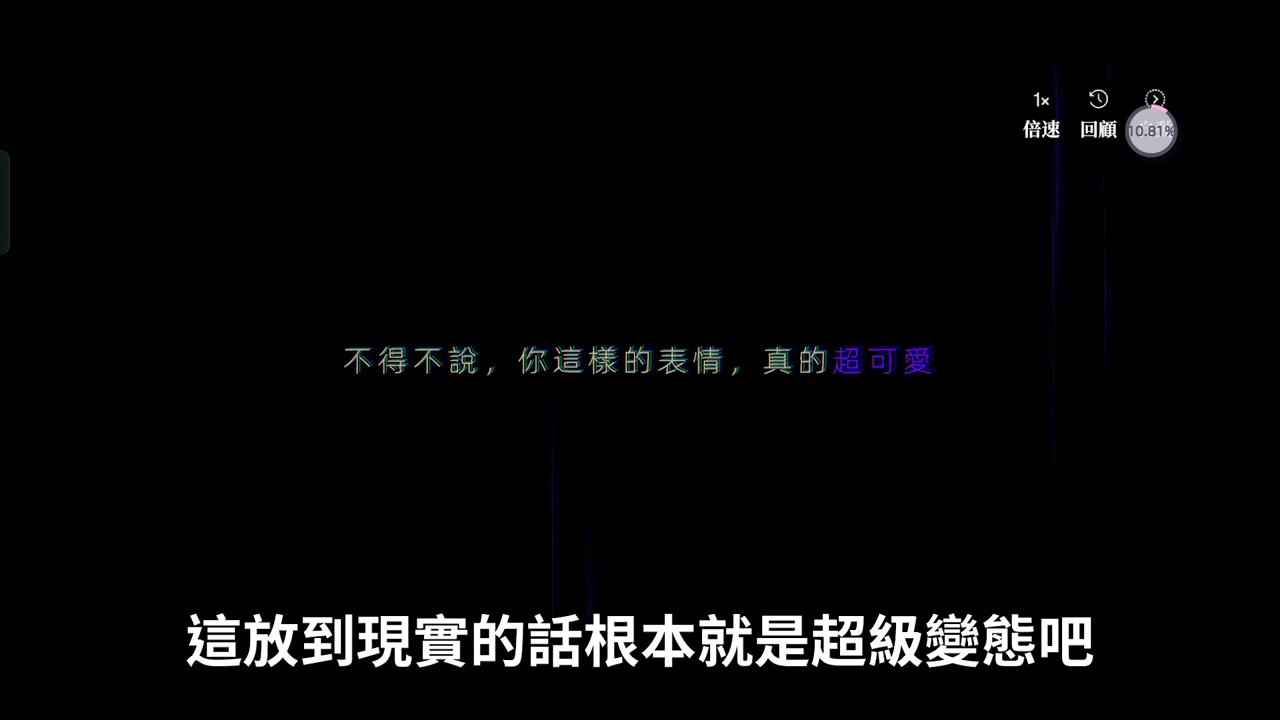 1×
倍速
回顧
10.81%
不得不說，你這樣的表情，真的超可愛
這放到現實的話根本就是超級變態吧